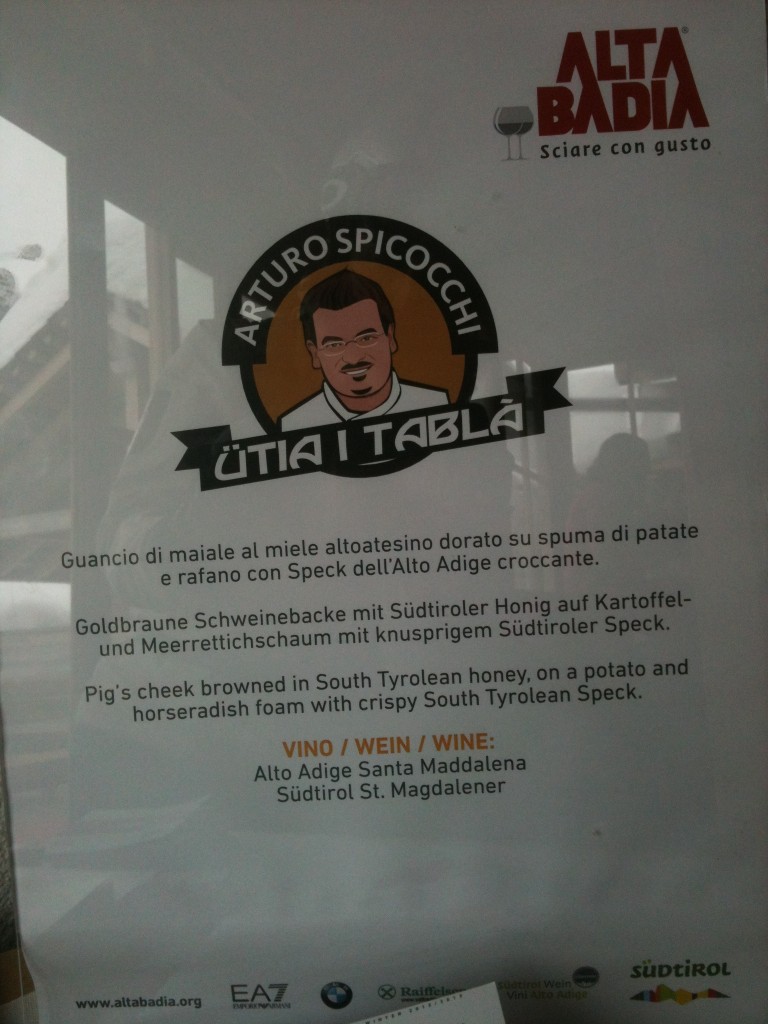 ALTA
BADIA
Sciare con gusto
ARTURO SPICOCCHI
ÜTIA I TABLÀ
Guancio di maiale al miele altoatesino dorato su spuma di patate
e rafano con Speck dell'Alto Adige croccante.
Goldbraune Schweinebacke mit Südtiroler Honig auf Kartoffel-
und Meerrettichschaum mit knusprigem Südtiroler Speck.
Pig's cheek browned in South Tyrolean honey, on a potato and
horseradish foam with crispy South Tyrolean Speck.
VINO / WEIN / WINE:
Alto Adige Santa Maddalena
Südtirol St. Magdalener
www.altabadia.org
EA7
EMPORIO ARMANI
BMW
Raiffeisen
Südtirol Wein
Vini Alto Adige
SÜDTIROL
WINTER